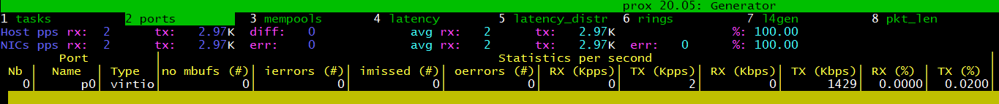 prox 20.05: Generator
1 tasks 2 ports 3 mempools 4 latency 5 latency_distr 6 rings 7 l4gen 8 pkt_len
Host pps rx: 2 tx: 2.97K diff: 0 avg rx: 2 tx: 2.97K %: 100.00
NICs pps rx: 2 tx: 2.97K err: 0 avg rx: 2 tx: 2.97K err: 0 %: 100.00
Port Statistics per second
Nb Name Type no mbufs (#) ierrors (#) imissed (#) oerrors (#) RX (Kpps) TX (Kpps) RX (Kbps) TX (Kbps) RX (%) TX (%)
0 p0 virtio 0 0 0 0 0 2 0 1429 0.0000 0.0200